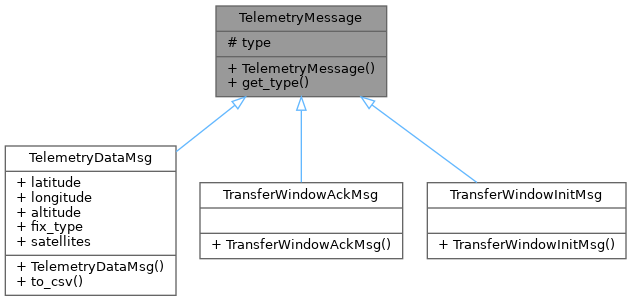 TelemetryMessage
# type
+ TelemetryMessage()
+ get_type()
TelemetryDataMsg
+ latitude
+ longitude
+ altitude
+ fix_type
+ satellites
+ TelemetryDataMsg()
+ to_csv()
TransferWindowAckMsg
+ TransferWindowAckMsg()
TransferWindowInitMsg
+ TransferWindowInitMsg()